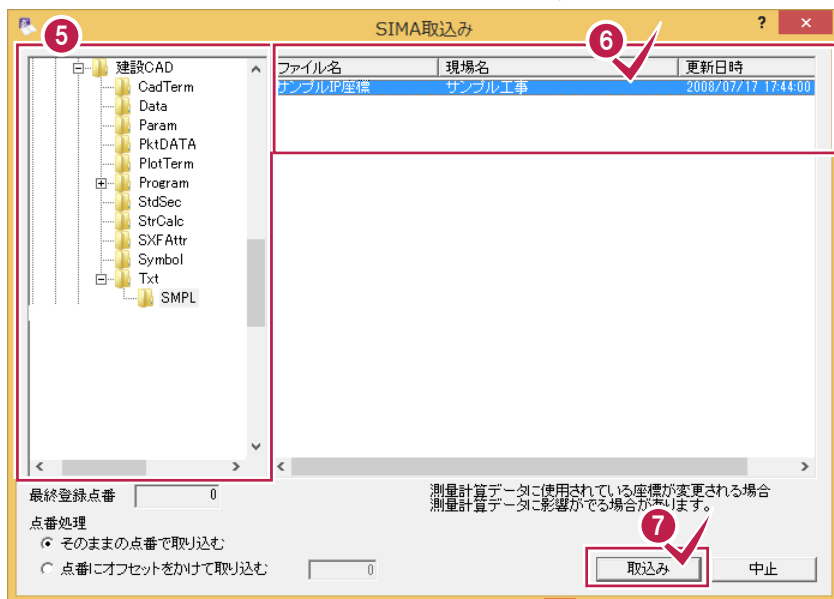 SIMA取込み
?
×
5
6
建設CAD
CadTerm
Data
Param
PktDATA
PlotTerm
Program
StdSec
StrCalc
SXFAttr
Symbol
Txt
SMPL
ファイル名 現場名 更新日時
サンプルIP座標 サンプル工事 2008/07/17 17:44:00
最終登録点番 0
測量計算データに使用されている座標が変更される場合
測量計算データに影響がでる場合があります。
点番処理
そのままの点番で取り込む
点番にオフセットをかけて取り込む 0
7
取込み
中止